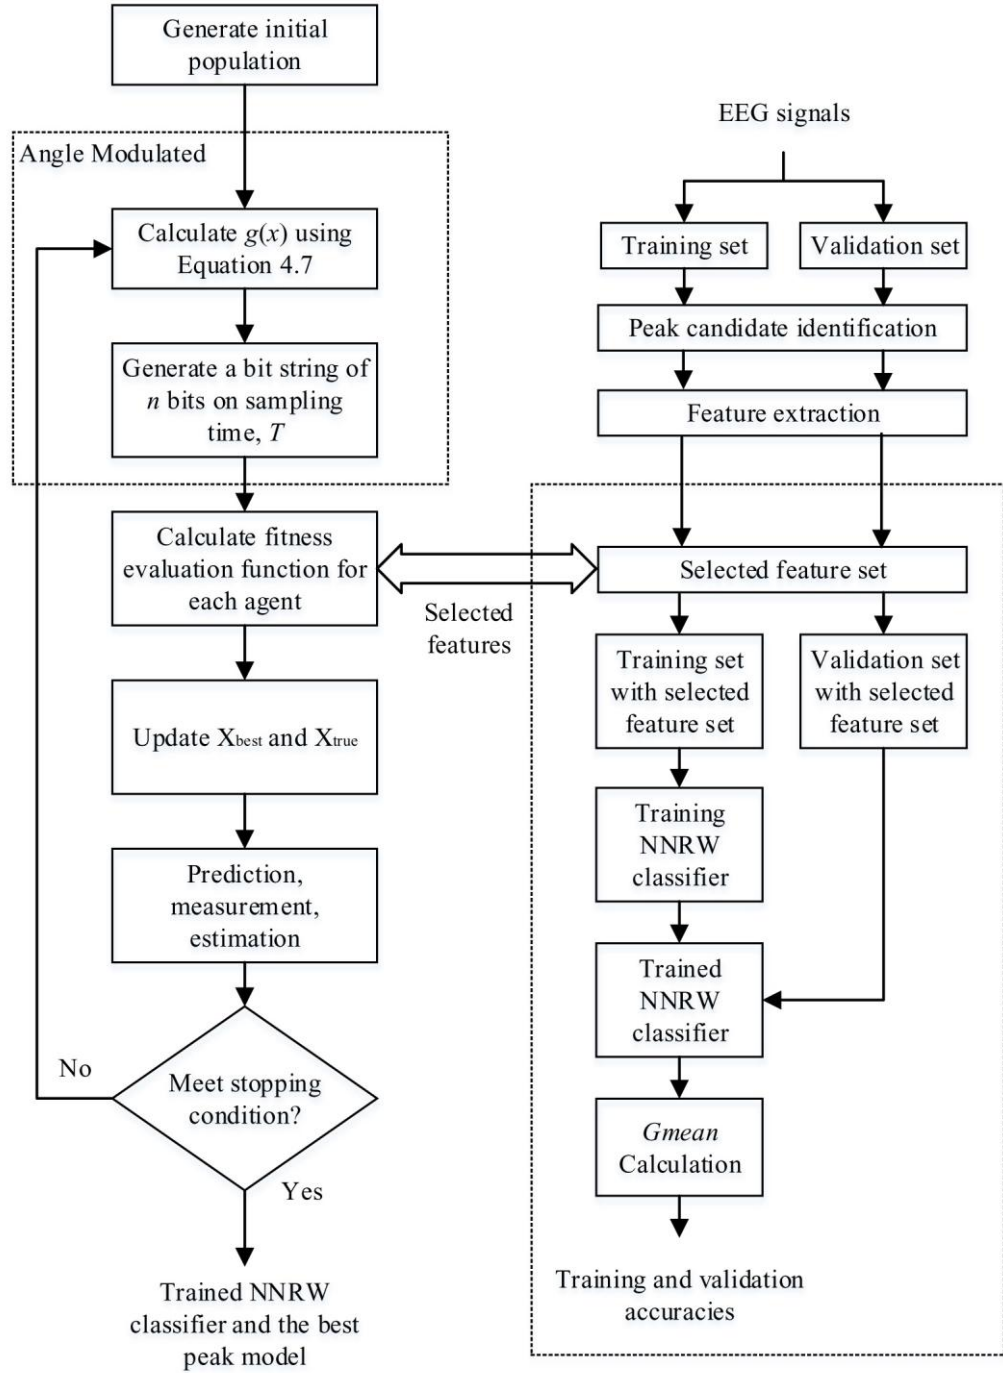 Generate initial
population
Angle Modulated
Calculate g(x) using
Equation 4.7
Generate a bit string of
n bits on sampling
time, T
Calculate fitness
evaluation function for
each agent
Update Xbest and Xtrue
Prediction,
measurement,
estimation
Meet stopping
condition?
No
Yes
Trained NNRW
classifier and the best
peak model
Selected
features
EEG signals
Training set
Validation set
Peak candidate identification
Feature extraction
Selected feature set
Training set
with selected
feature set
Validation set
with selected
feature set
Training
NNRW
classifier
Trained
NNRW
classifier
Gmean
Calculation
Training and validation
accuracies